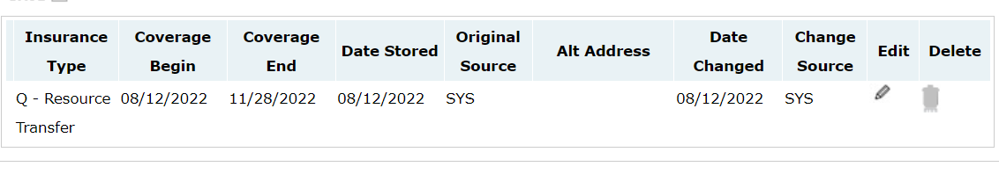 Insurance Type Coverage Begin Coverage End Date Stored Original Source Alt Address Date Changed Change Source Edit Delete
Q - Resource Transfer 08/12/2022 11/28/2022 08/12/2022 SYS 08/12/2022 SYS